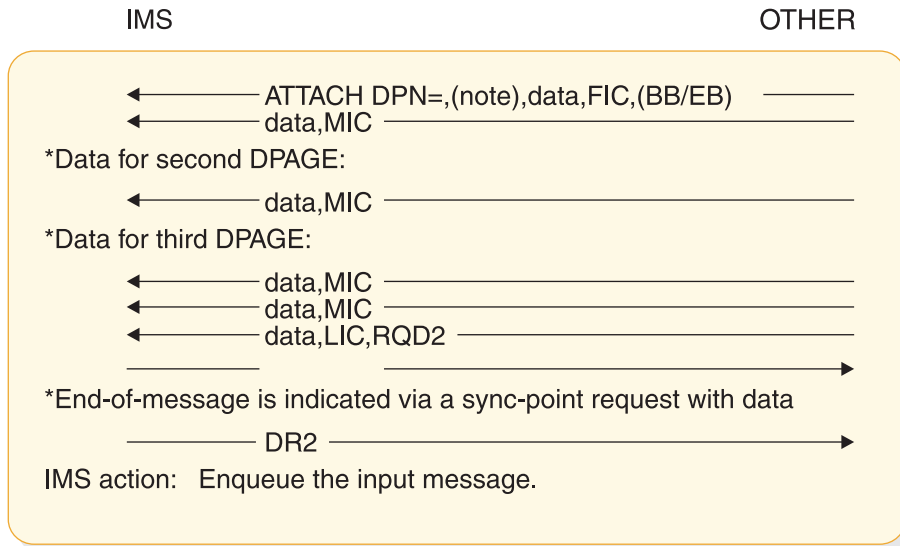 IMS OTHER
ATTACH DPN=,(note),data,FIC,(BB/EB)
data,MIC
*Data for second DPAGE:
data,MIC
*Data for third DPAGE:
data,MIC
data,MIC
data,LIC,RQD2
*End-of-message is indicated via a sync-point request with data
DR2
IMS action: Enqueue the input message.